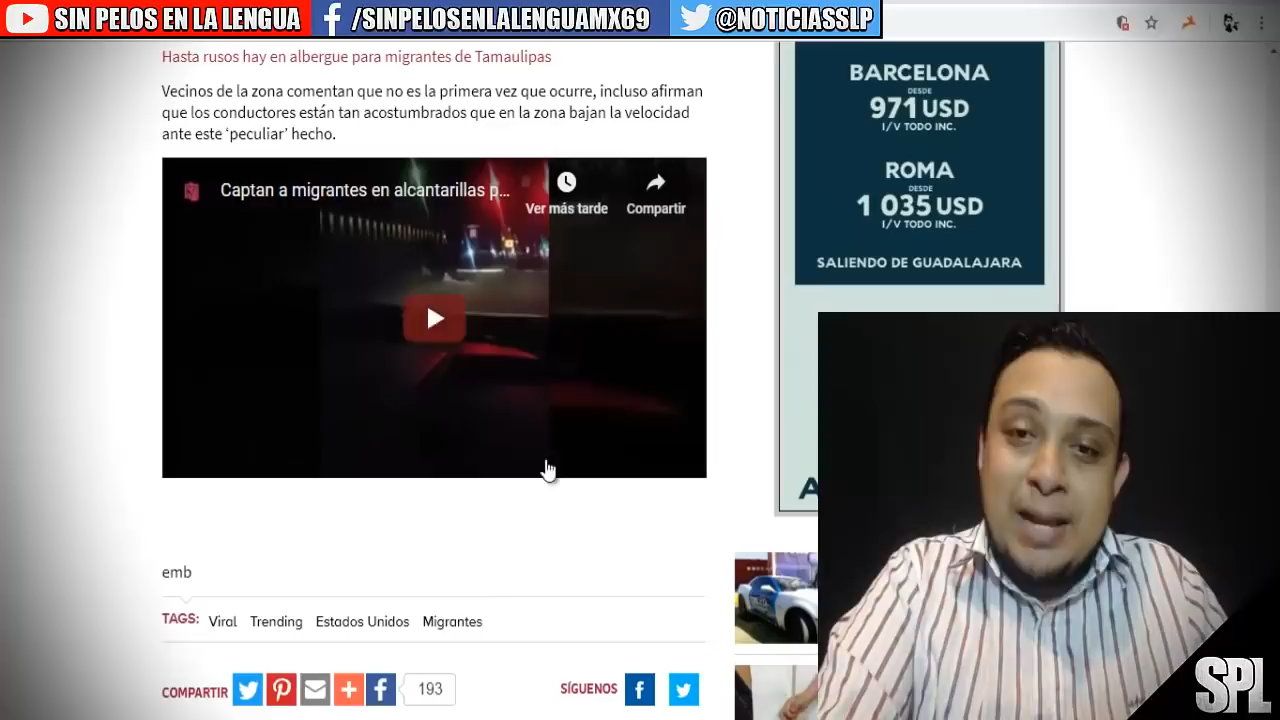 SIN PELOS EN LA LENGUA
/SINPELOSENLALENGUAMX69
@NOTICIASSLP
Hasta rusos hay en albergue para migrantes de Tamaulipas
Vecinos de la zona comentan que no es la primera vez que ocurre, incluso afirman
que los conductores están tan acostumbrados que en la zona bajan la velocidad
ante este ‘peculiar’ hecho.
Captan a migrantes en alcantarillas p...
Ver más tarde
Compartir
emb
TAGS: Viral Trending Estados Unidos Migrantes
COMPARTIR
193
SÍGUENOS
BARCELONA
DESDE
971 USD
I/V TODO INC.
ROMA
DESDE
1 035 USD
I/V TODO INC.
SALIENDO DE GUADALAJARA
A
SPL